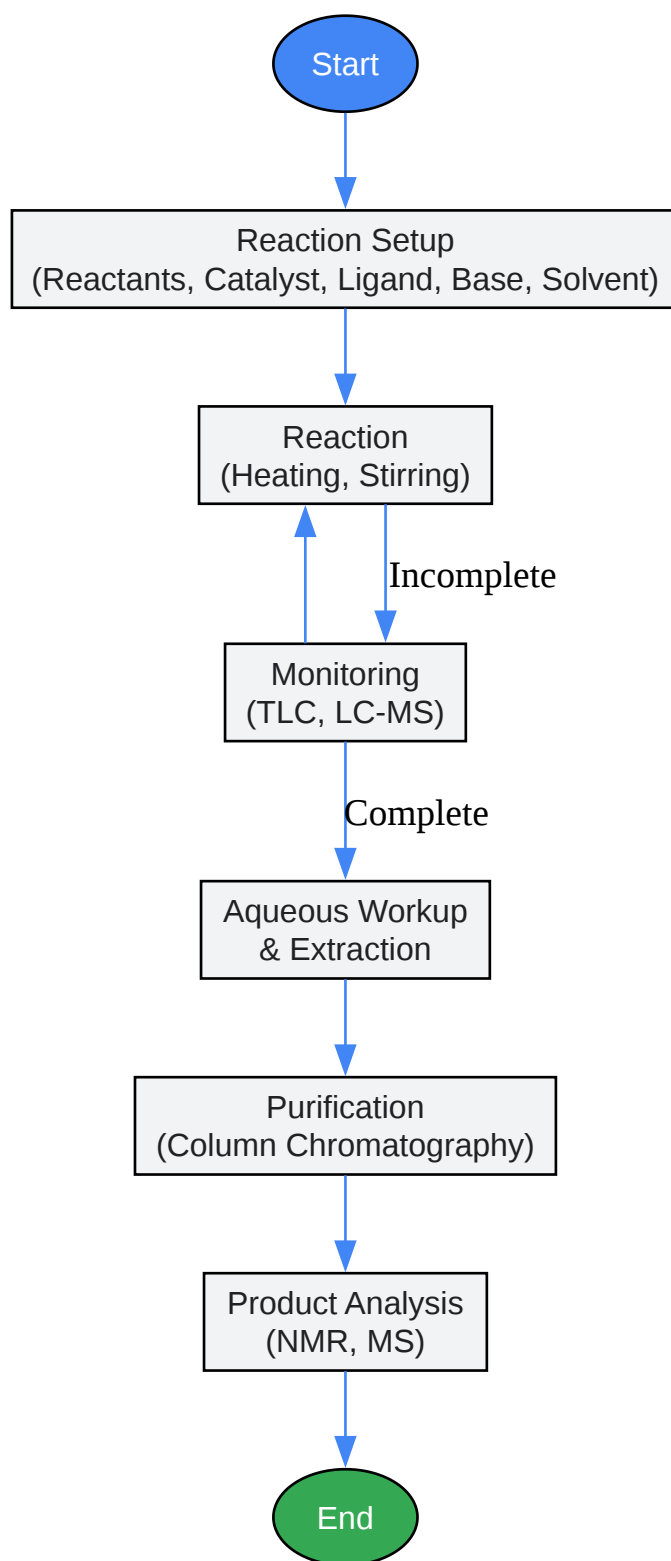 Start
Reaction Setup
(Reactants, Catalyst, Ligand, Base, Solvent)
Reaction
(Heating, Stirring)
Incomplete
Monitoring
(TLC, LC-MS)
Complete
Aqueous Workup
& Extraction
Purification
(Column Chromatography)
Product Analysis
(NMR, MS)
End